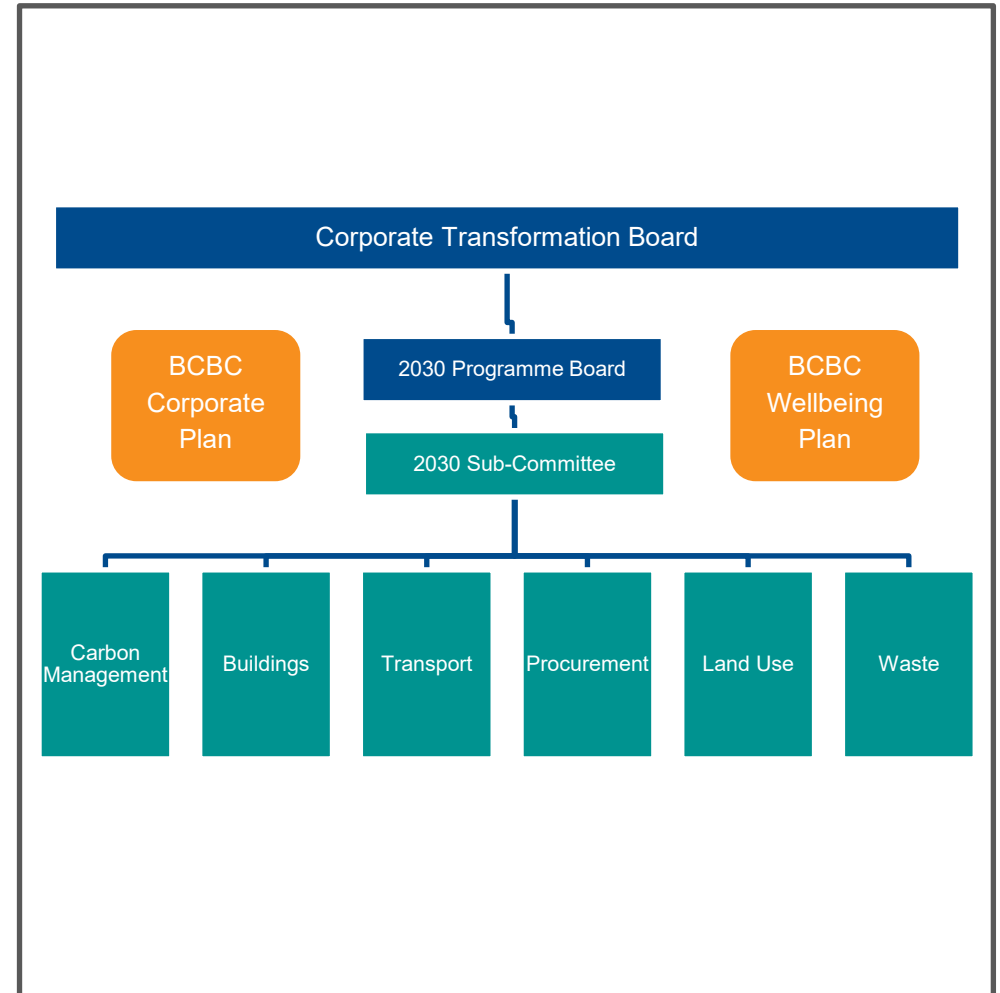 Corporate Transformation Board
BCBC
Corporate
Plan
2030 Programme Board
2030 Sub-Committee
BCBC
Wellbeing
Plan
Carbon
Management
Buildings
Transport
Procurement
Land Use
Waste